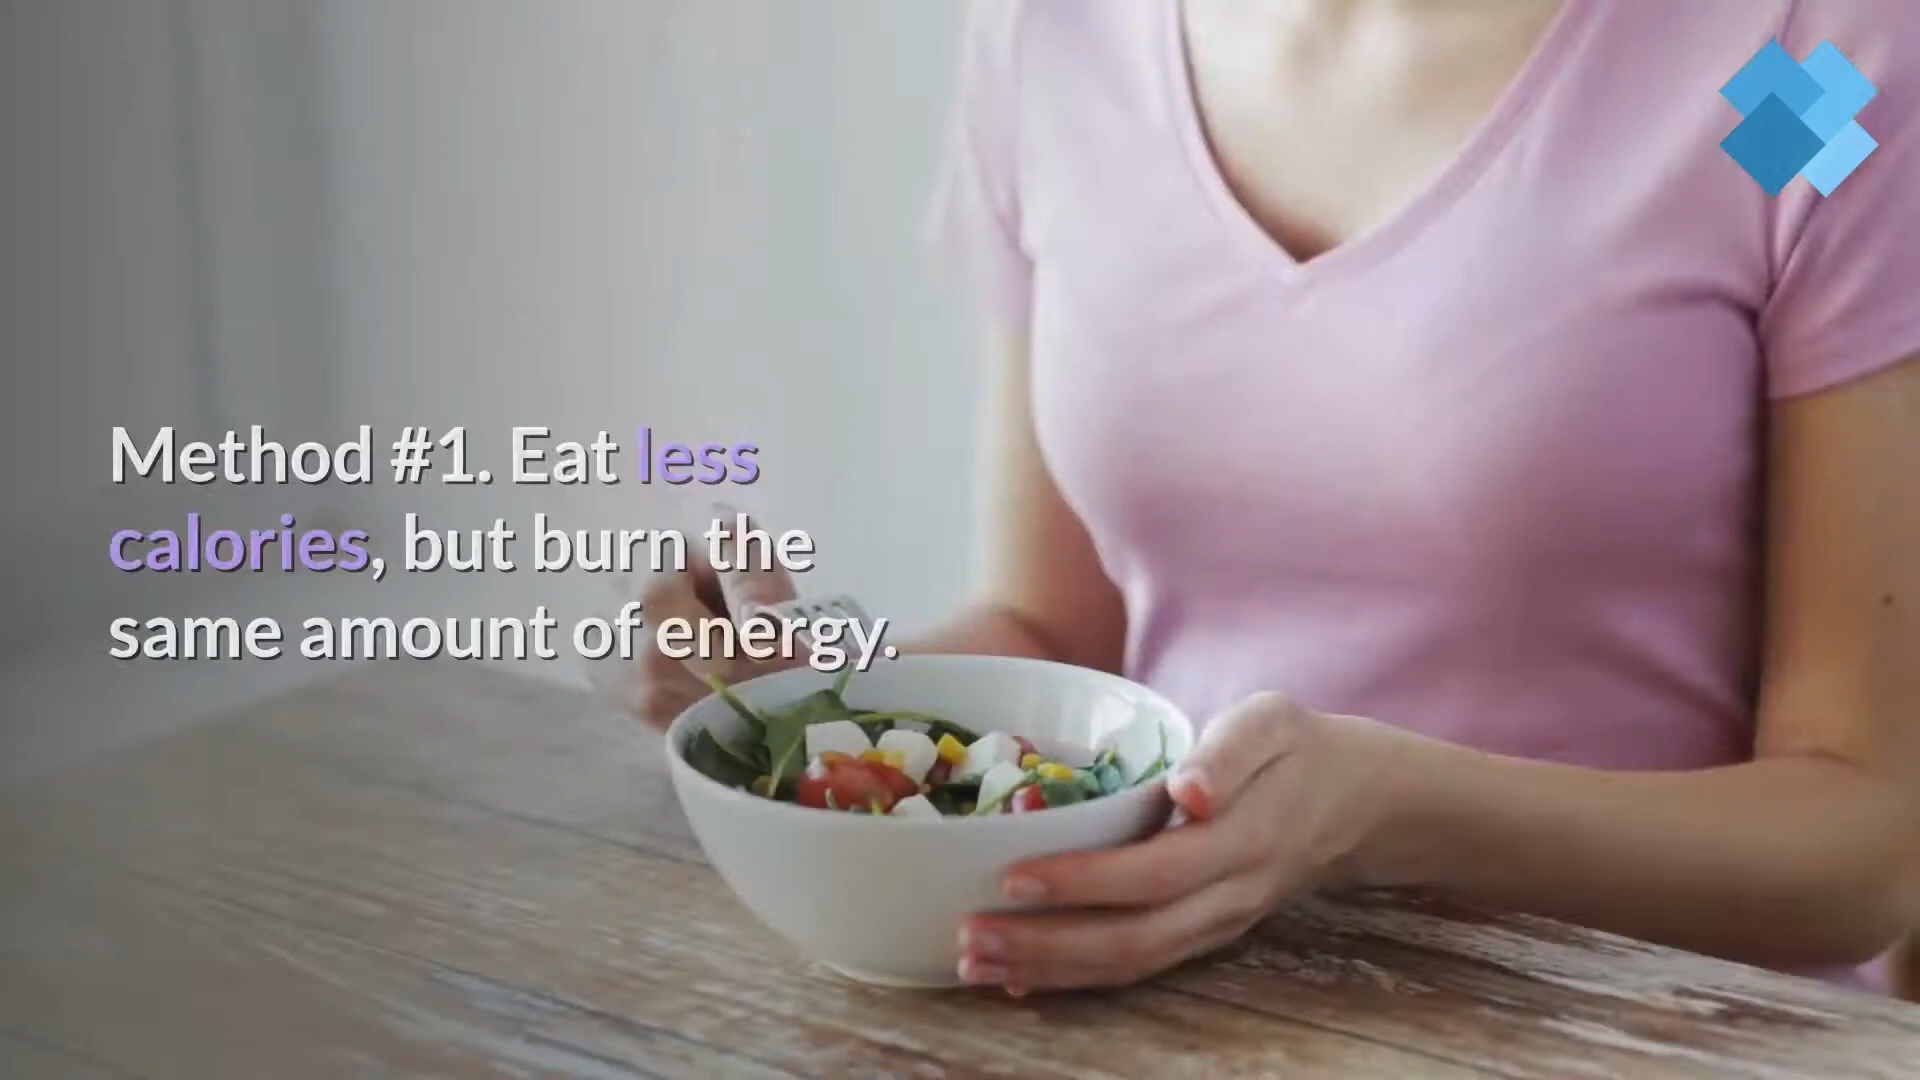 Method #1. Eat less
calories, but burn the
same amount of energy.